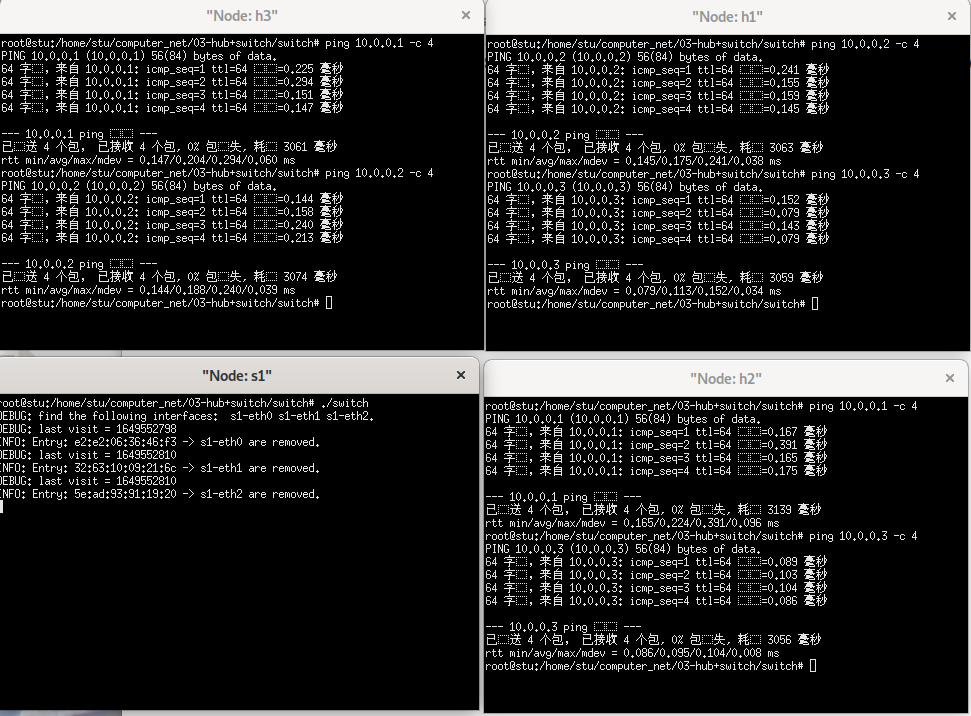 "Node: h3"
root@stu:/home/stu/computer_net/03-hub+switch/switch# ping 10.0.0.1 -c 4
PING 10.0.0.1 (10.0.0.1) 56(84) bytes of data.
64 字，来自 10.0.0.1: icmp_seq=1 ttl=64 =0.225 毫秒
64 字，来自 10.0.0.1: icmp_seq=2 ttl=64 =0.294 毫秒
64 字，来自 10.0.0.1: icmp_seq=3 ttl=64 =0.151 毫秒
64 字，来自 10.0.0.1: icmp_seq=4 ttl=64 =0.147 毫秒
--- 10.0.0.1 ping ---
已送 4 个包， 已接收 4 个包, 0% 包失, 耗 3061 毫秒
rtt min/avg/max/mdev = 0.147/0.204/0.294/0.060 ms
root@stu:/home/stu/computer_net/03-hub+switch/switch# ping 10.0.0.2 -c 4
PING 10.0.0.2 (10.0.0.2) 56(84) bytes of data.
64 字，来自 10.0.0.2: icmp_seq=1 ttl=64 =0.144 毫秒
64 字，来自 10.0.0.2: icmp_seq=2 ttl=64 =0.158 毫秒
64 字，来自 10.0.0.2: icmp_seq=3 ttl=64 =0.240 毫秒
64 字，来自 10.0.0.2: icmp_seq=4 ttl=64 =0.213 毫秒
--- 10.0.0.2 ping ---
已送 4 个包， 已接收 4 个包, 0% 包失, 耗 3074 毫秒
rtt min/avg/max/mdev = 0.144/0.188/0.240/0.039 ms
root@stu:/home/stu/computer_net/03-hub+switch/switch#
"Node: h1"
root@stu:/home/stu/computer_net/03-hub+switch/switch# ping 10.0.0.2 -c 4
PING 10.0.0.2 (10.0.0.2) 56(84) bytes of data.
64 字，来自 10.0.0.2: icmp_seq=1 ttl=64 =0.241 毫秒
64 字，来自 10.0.0.2: icmp_seq=2 ttl=64 =0.155 毫秒
64 字，来自 10.0.0.2: icmp_seq=3 ttl=64 =0.159 毫秒
64 字，来自 10.0.0.2: icmp_seq=4 ttl=64 =0.145 毫秒
--- 10.0.0.2 ping ---
已送 4 个包， 已接收 4 个包, 0% 包失, 耗 3063 毫秒
rtt min/avg/max/mdev = 0.145/0.175/0.241/0.038 ms
root@stu:/home/stu/computer_net/03-hub+switch/switch# ping 10.0.0.3 -c 4
PING 10.0.0.3 (10.0.0.3) 56(84) bytes of data.
64 字，来自 10.0.0.3: icmp_seq=1 ttl=64 =0.152 毫秒
64 字，来自 10.0.0.3: icmp_seq=2 ttl=64 =0.079 毫秒
64 字，来自 10.0.0.3: icmp_seq=3 ttl=64 =0.143 毫秒
64 字，来自 10.0.0.3: icmp_seq=4 ttl=64 =0.079 毫秒
--- 10.0.0.3 ping ---
已送 4 个包， 已接收 4 个包, 0% 包失, 耗 3059 毫秒
rtt min/avg/max/mdev = 0.079/0.113/0.152/0.034 ms
root@stu:/home/stu/computer_net/03-hub+switch/switch#
"Node: s1"
root@stu:/home/stu/computer_net/03-hub+switch/switch# ./switch
DEBUG: find the following interfaces:  s1-eth0 s1-eth1 s1-eth2.
DEBUG: last visit = 1649552798
INFO: Entry: e2:e2:06:36:46:f3 -> s1-eth0 are removed.
DEBUG: last visit = 1649552810
INFO: Entry: 32:63:10:09:21:6c -> s1-eth1 are removed.
DEBUG: last visit = 1649552810
INFO: Entry: 5e:ad:93:91:19:20 -> s1-eth2 are removed.
"Node: h2"
root@stu:/home/stu/computer_net/03-hub+switch/switch# ping 10.0.0.1 -c 4
PING 10.0.0.1 (10.0.0.1) 56(84) bytes of data.
64 字，来自 10.0.0.1: icmp_seq=1 ttl=64 =0.167 毫秒
64 字，来自 10.0.0.1: icmp_seq=2 ttl=64 =0.391 毫秒
64 字，来自 10.0.0.1: icmp_seq=3 ttl=64 =0.165 毫秒
64 字，来自 10.0.0.1: icmp_seq=4 ttl=64 =0.175 毫秒
--- 10.0.0.1 ping ---
已送 4 个包， 已接收 4 个包, 0% 包失, 耗 3139 毫秒
rtt min/avg/max/mdev = 0.165/0.224/0.391/0.096 ms
root@stu:/home/stu/computer_net/03-hub+switch/switch# ping 10.0.0.3 -c 4
PING 10.0.0.3 (10.0.0.3) 56(84) bytes of data.
64 字，来自 10.0.0.3: icmp_seq=1 ttl=64 =0.089 毫秒
64 字，来自 10.0.0.3: icmp_seq=2 ttl=64 =0.103 毫秒
64 字，来自 10.0.0.3: icmp_seq=3 ttl=64 =0.104 毫秒
64 字，来自 10.0.0.3: icmp_seq=4 ttl=64 =0.086 毫秒
--- 10.0.0.3 ping ---
已送 4 个包， 已接收 4 个包, 0% 包失, 耗 3056 毫秒
rtt min/avg/max/mdev = 0.086/0.095/0.104/0.008 ms
root@stu:/home/stu/computer_net/03-hub+switch/switch#